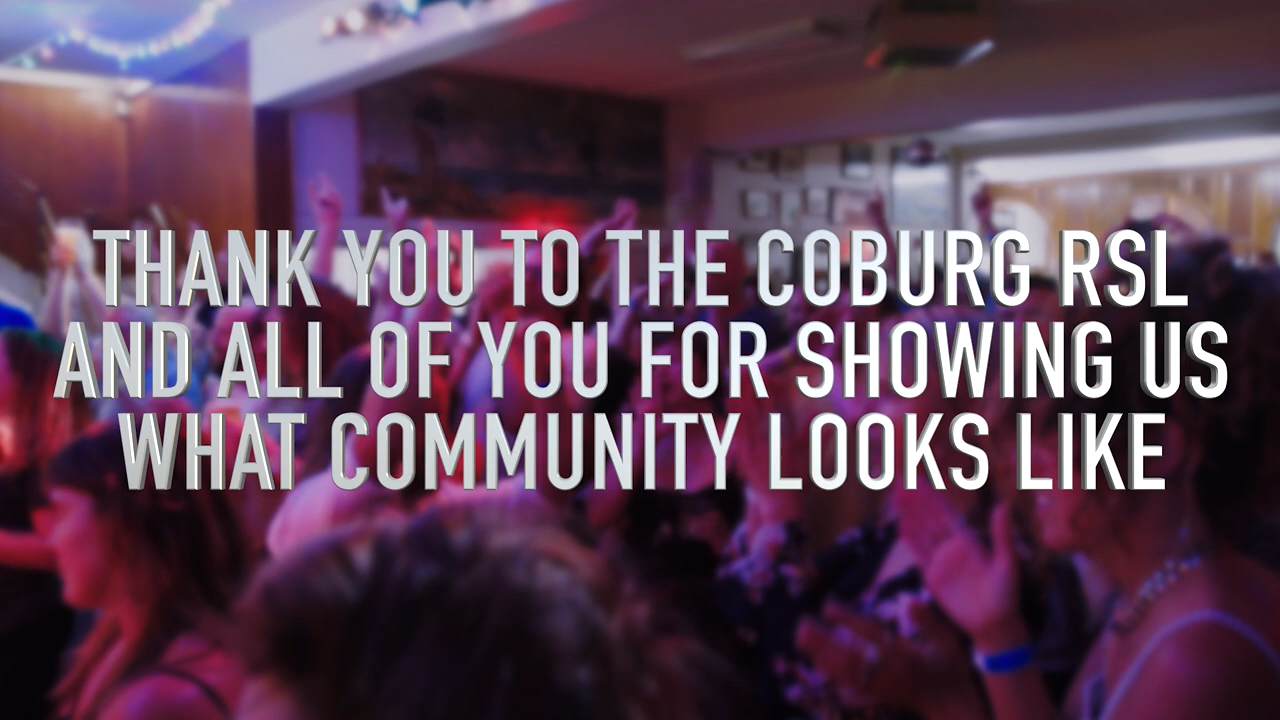 THANK YOU TO THE COBURG RSL
AND ALL OF YOU FOR SHOWING US
WHAT COMMUNITY LOOKS LIKE